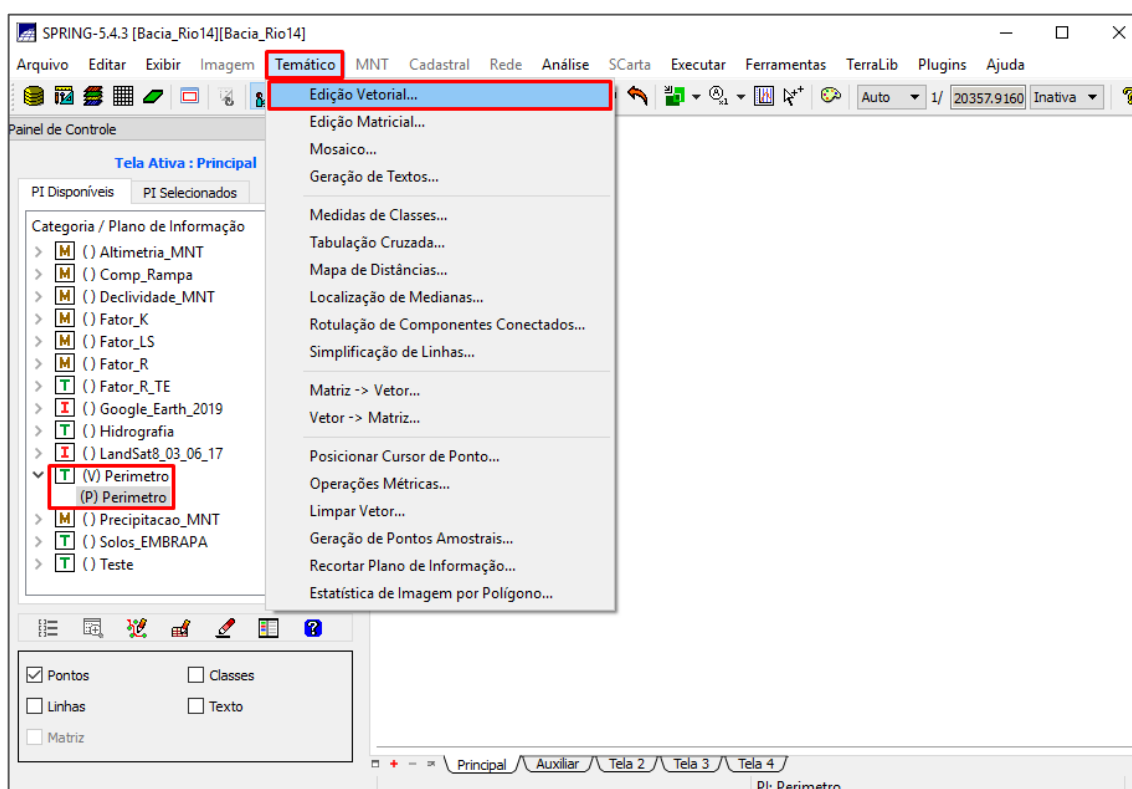 SPRING-5.4.3 [Bacia_Rio14][Bacia_Rio14]
Arquivo Editar Exibir Imagem Temático MNT Cadastral Rede Análise SCarta Executar Ferramentas TerraLib Plugins Ajuda
Auto 1/ 20357.9160 Inativa
Painel de Controle
Tela Ativa : Principal
PI Disponíveis PI Selecionados
Categoria / Plano de Informação
M ( ) Altimetria_MNT
M ( ) Comp_Rampa
M ( ) Declividade_MNT
M ( ) Fator_K
M ( ) Fator_LS
M ( ) Fator_R
T ( ) Fator_R_TE
I ( ) Google_Earth_2019
T ( ) Hidrografia
I ( ) LandSat8_03_06_17
T (V) Perimetro
(P) Perimetro
M ( ) Precipitacao_MNT
T ( ) Solos_EMBRAPA
T ( ) Teste
Edição Vetorial...
Edição Matricial...
Mosaico...
Geração de Textos...
Medidas de Classes...
Tabulação Cruzada...
Mapa de Distâncias...
Localização de Medianas...
Rotulação de Componentes Conectados...
Simplificação de Linhas...
Matriz -> Vetor...
Vetor -> Matriz...
Posicionar Cursor de Ponto...
Operações Métricas...
Limpar Vetor...
Geração de Pontos Amostrais...
Recortar Plano de Informação...
Estatística de Imagem por Polígono...
Pontos Classes
Linhas Texto
Matriz
Principal Auxiliar Tela 2 Tela 3 Tela 4
PI: Perimetro